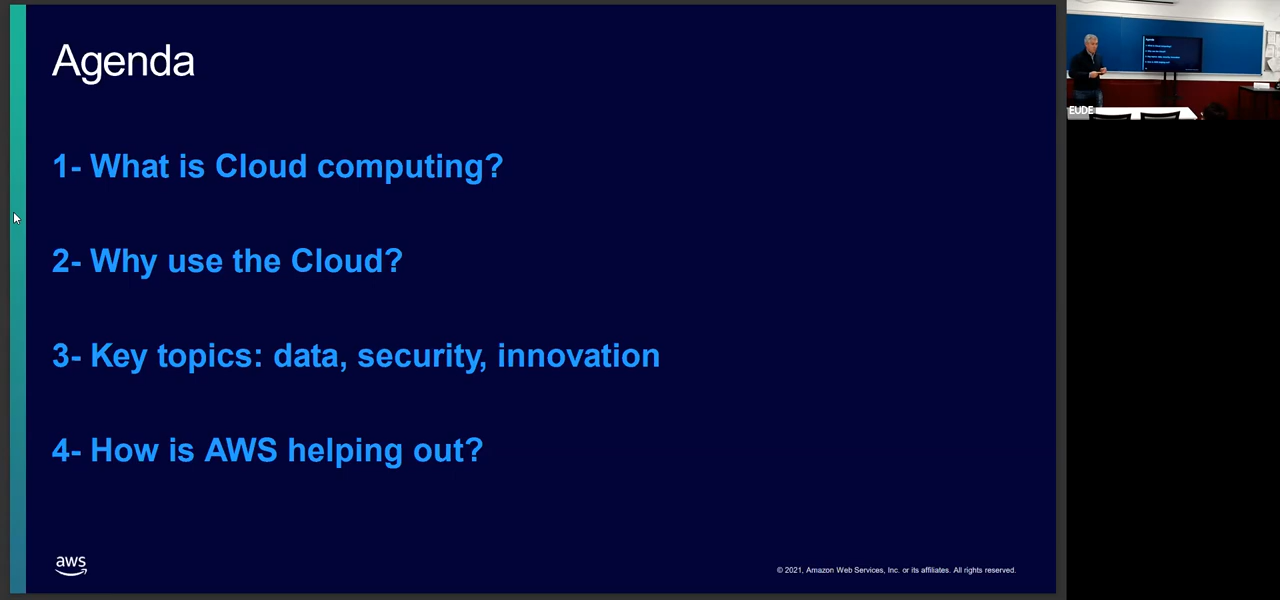 Agenda
1- What is Cloud computing?
2- Why use the Cloud?
3- Key topics: data, security, innovation
4- How is AWS helping out?
aws
© 2021, Amazon Web Services, Inc. or its affiliates. All rights reserved.
EUDE